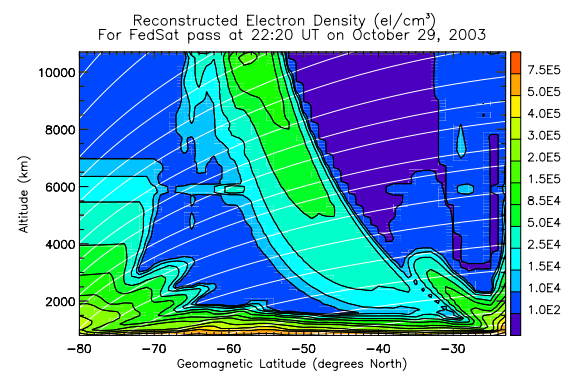 Reconstructed Electron Density (el/cm³)
For FedSat pass at 22:20 UT on October 29, 2003
Altitude (km)
10000
8000
6000
4000
2000
-80
-70
-60
-50
-40
-30
Geomagnetic Latitude (degrees North)
7.5E5
5.0E5
4.0E5
3.0E5
2.0E5
1.5E5
8.5E4
5.0E4
2.5E4
1.5E4
1.0E4
1.0E2